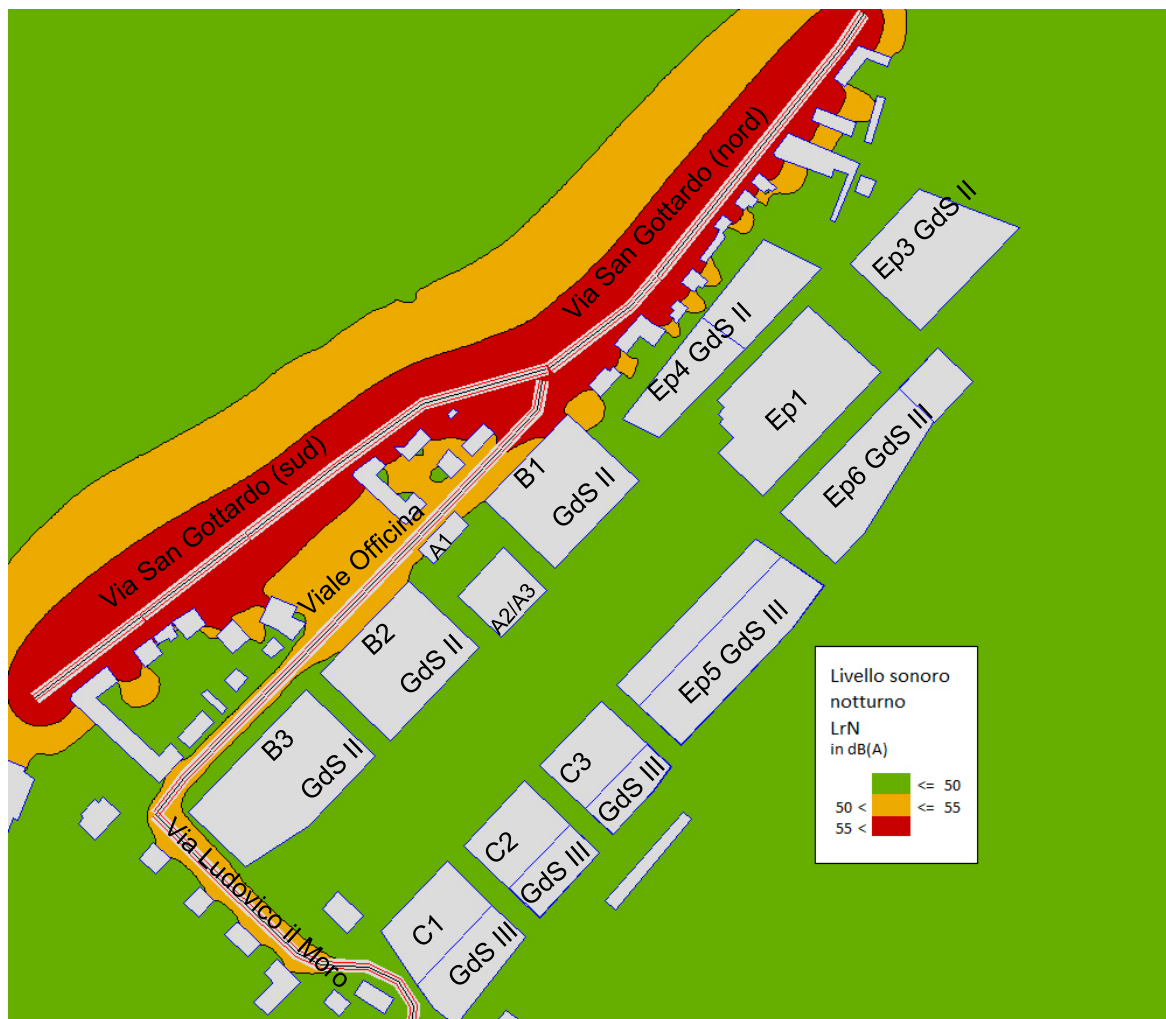 Via San Gottardo (nord)
Ep3 GdS II
Ep4 GdS II
Ep1
Ep6 GdS III
Via San Gottardo (sud)
B1
GdS II
Viale Officina
A1
A2/A3
B2
GdS II
Ep5 GdS III
B3
GdS II
C3
GdS III
C2
GdS III
C1
GdS III
Via Ludovico il Moro
Livello sonoro
notturno
LrN
in dB(A)
<= 50
50 < <= 55
55 <